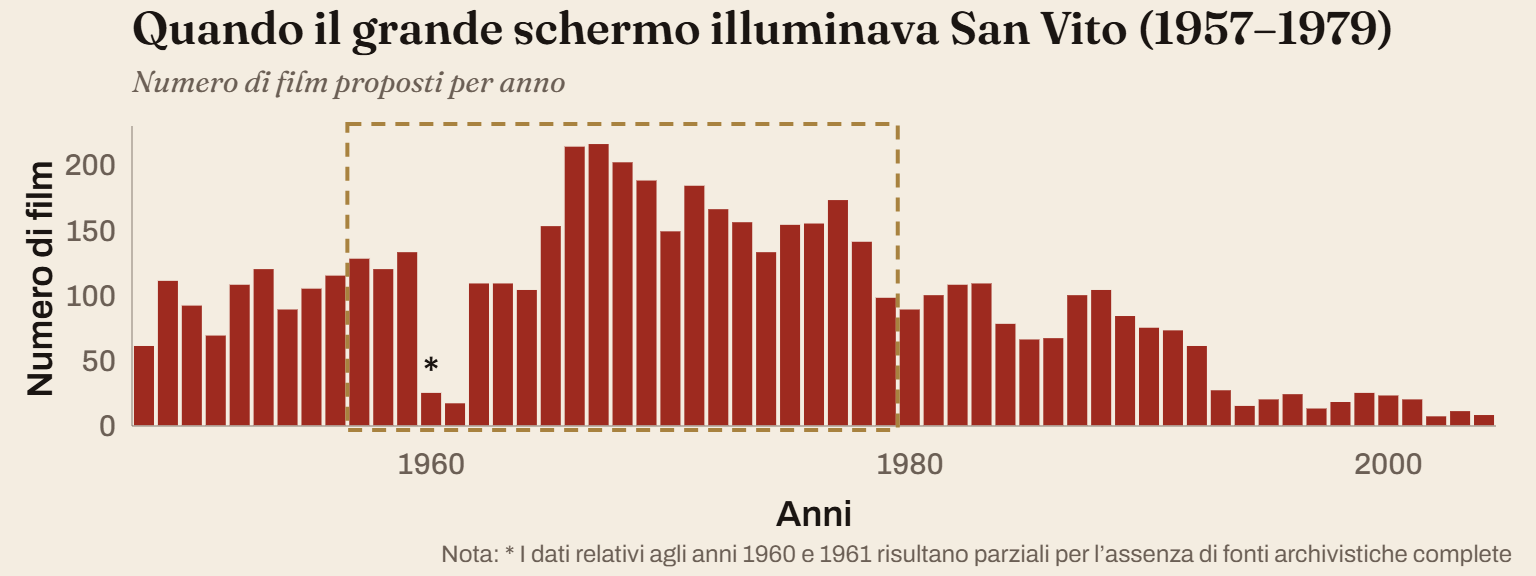 Quando il grande schermo illuminava San Vito (1957–1979)
Numero di film proposti per anno
Numero di film
200
150
100
50
0
*
1960 1980 2000
Anni
Nota: * I dati relativi agli anni 1960 e 1961 risultano parziali per l’assenza di fonti archivistiche complete